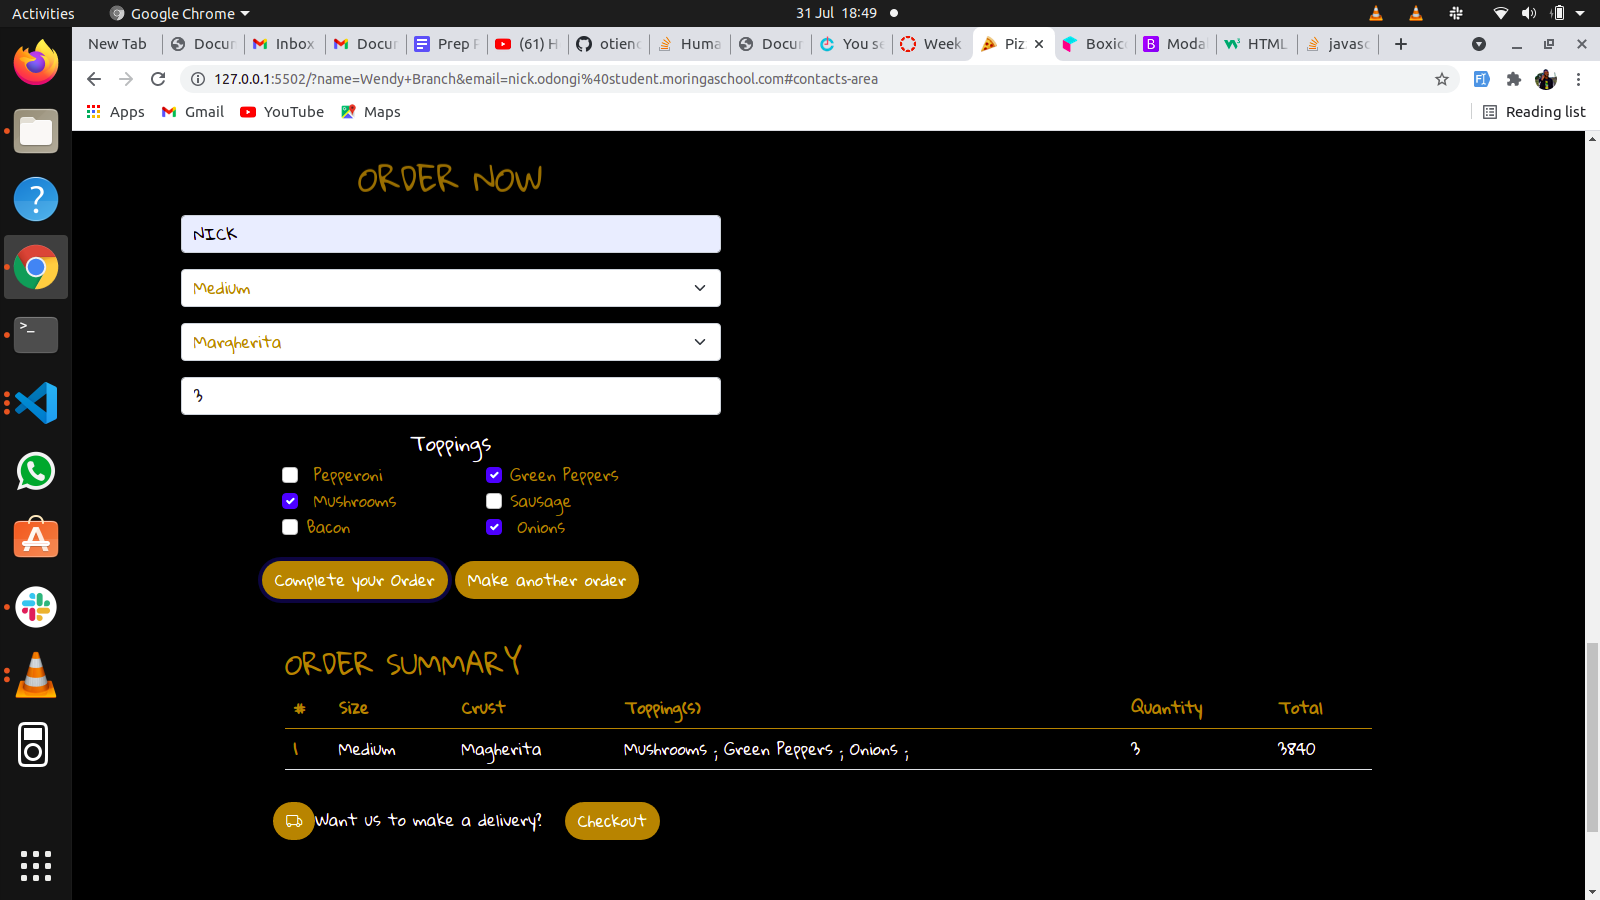 Activities Google Chrome 31 Jul 18:49
New Tab Docum Inbox Docum Prep P (61) H otienc Huma Docum You se Week Piz Boxic Moda HTML javasc
127.0.0.1:5502/?name=Wendy+Branch&email=nick.odongi%40student.moringaschool.com#contacts-area
Apps Gmail YouTube Maps Reading list
ORDER NOW
NICK
Medium
Margherita
3
Toppings
Pepperoni Green Peppers
Mushrooms Sausage
Bacon Onions
Complete your Order Make another order
ORDER SUMMARY
# Size Crust Topping(s) Quantity Total
1 Medium Magherita Mushrooms ; Green Peppers ; Onions ; 3 3840
Want us to make a delivery? Checkout